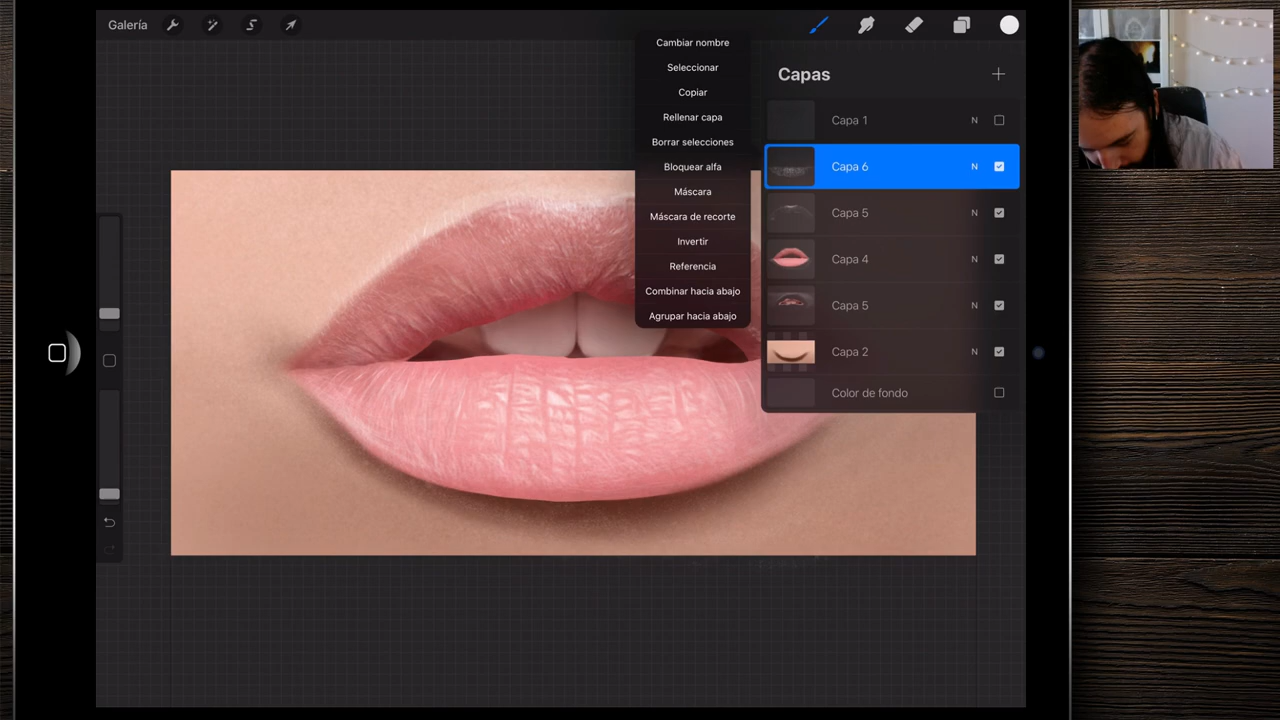 Galería
Cambiar nombre
Seleccionar
Copiar
Rellenar capa
Borrar selecciones
Bloquear alfa
Máscara
Máscara de recorte
Invertir
Referencia
Combinar hacia abajo
Agrupar hacia abajo
Capas
Capa 1 N
Capa 6 N
Capa 5 N
Capa 4 N
Capa 5 N
Capa 2 N
Color de fondo